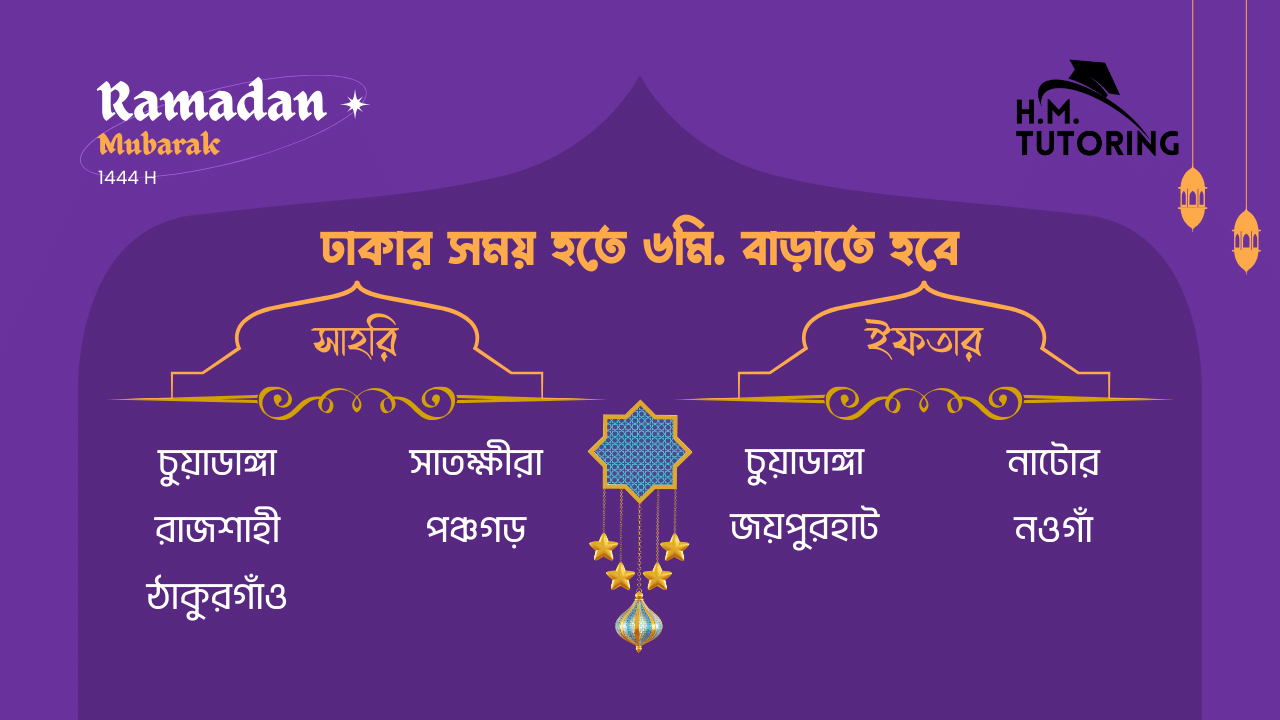 Ramadan
Mubarak
1444 H
H.M.
TUTORING
ঢাকার সময় হতে ৬মি. বাড়াতে হবে
সাহরি
চুয়াডাঙ্গা সাতক্ষীরা
রাজশাহী পঞ্চগড়
ঠাকুরগাঁও
ইফতার
চুয়াডাঙ্গা নাটোর
জয়পুরহাট নওগাঁ